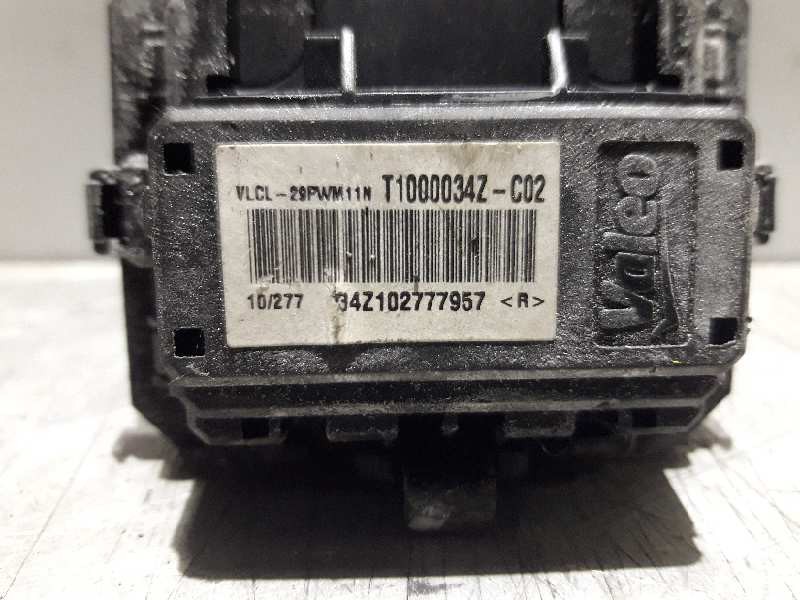 VLCL-29PWM11N T1000034Z-C02
10/277 34Z102777957 <R>
Valeo